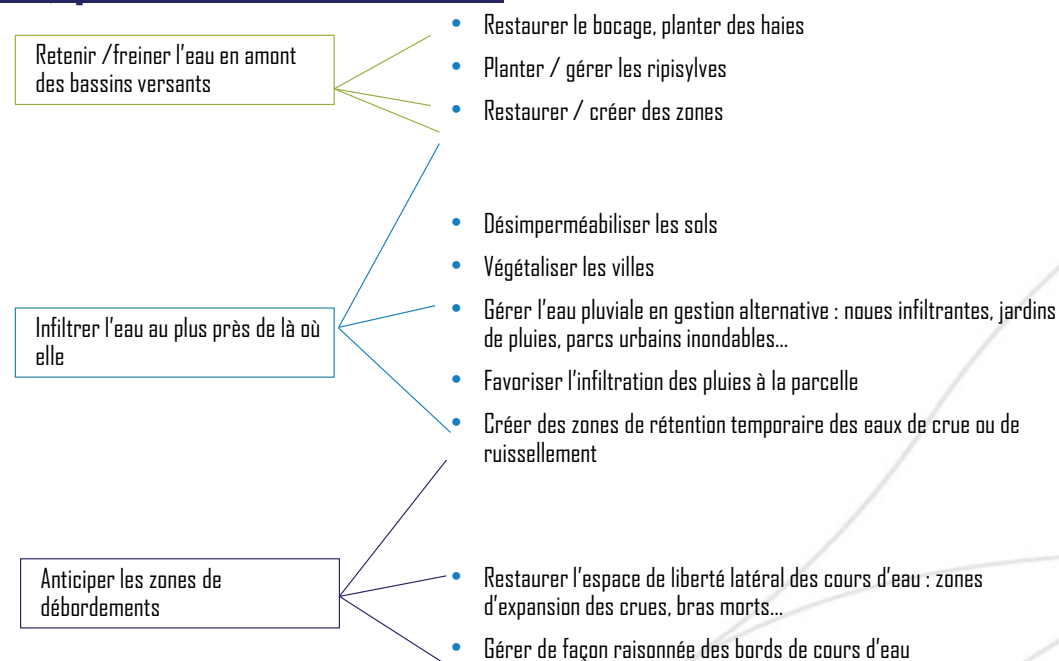 Retenir /freiner l'eau en amont
des bassins versants
• Restaurer le bocage, planter des haies
• Planter / gérer les ripisylves
• Restaurer / créer des zones
Infiltrer l'eau au plus près de là où
elle
• Désimperméabiliser les sols
• Végétaliser les villes
• Gérer l'eau pluviale en gestion alternative : noues infiltrantes, jardins
de pluies, parcs urbains inondables...
• Favoriser l'infiltration des pluies à la parcelle
• Créer des zones de rétention temporaire des eaux de crue ou de
ruissellement
Anticiper les zones de
débordements
• Restaurer l'espace de liberté latéral des cours d'eau : zones
d'expansion des crues, bras morts...
• Gérer de façon raisonnée des bords de cours d'eau